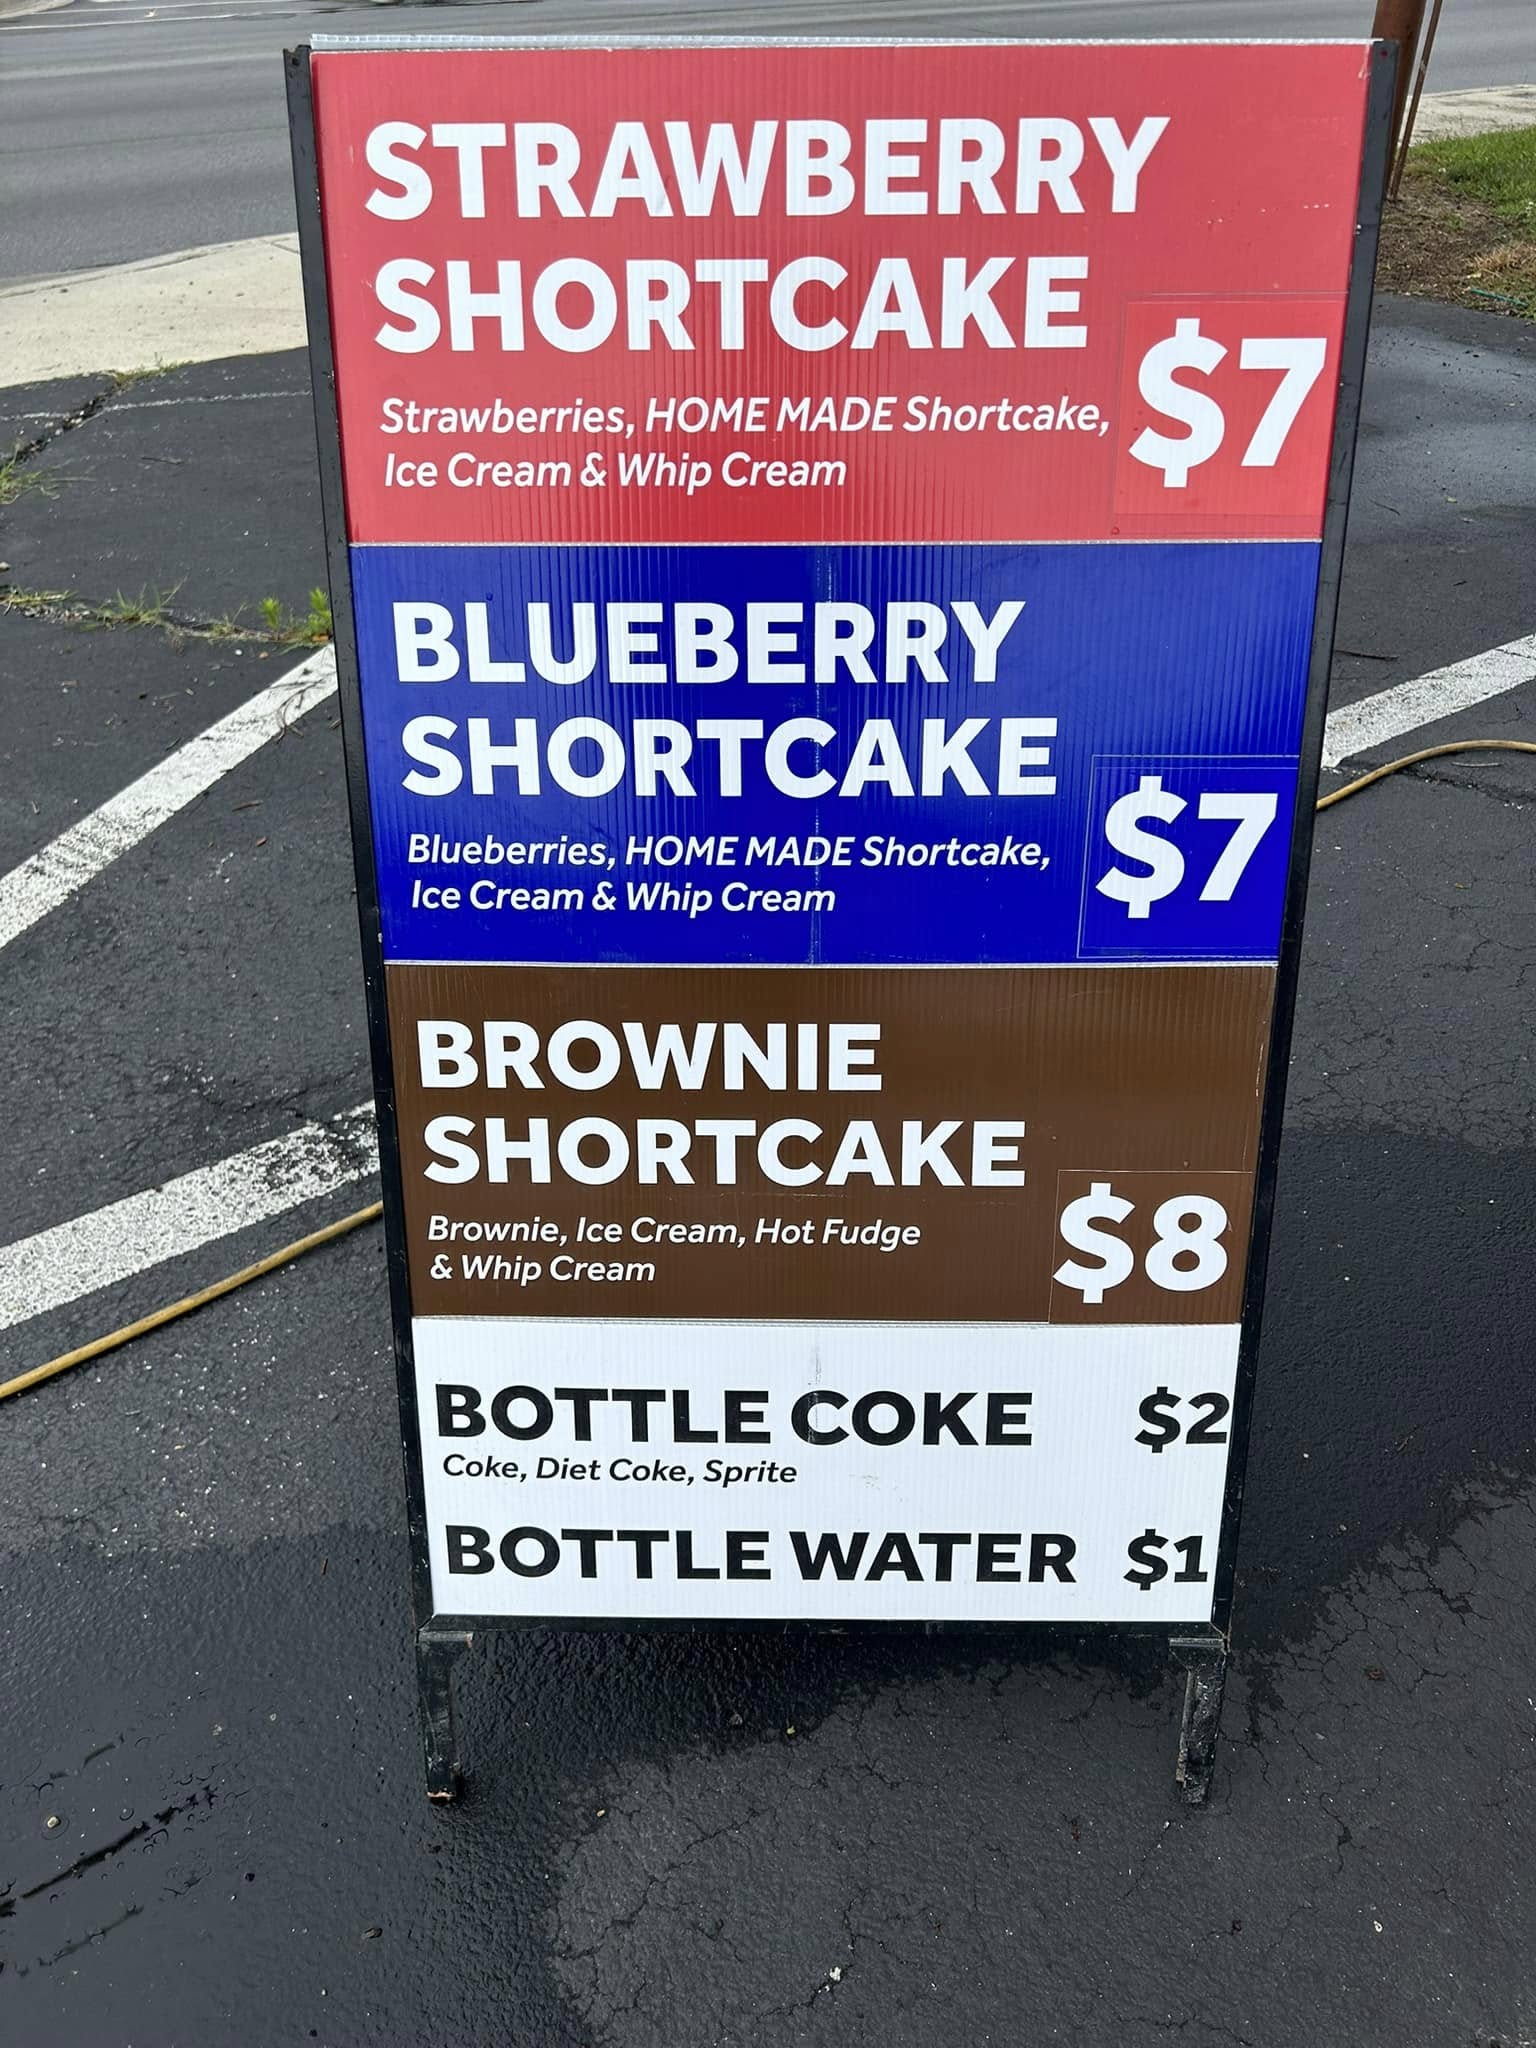 STRAWBERRY
SHORTCAKE
$7
Strawberries, HOME MADE Shortcake,
Ice Cream & Whip Cream
BLUEBERRY
SHORTCAKE
$7
Blueberries, HOME MADE Shortcake,
Ice Cream & Whip Cream
BROWNIE
SHORTCAKE
$8
Brownie, Ice Cream, Hot Fudge
& Whip Cream
BOTTLE COKE $2
Coke, Diet Coke, Sprite
BOTTLE WATER $1